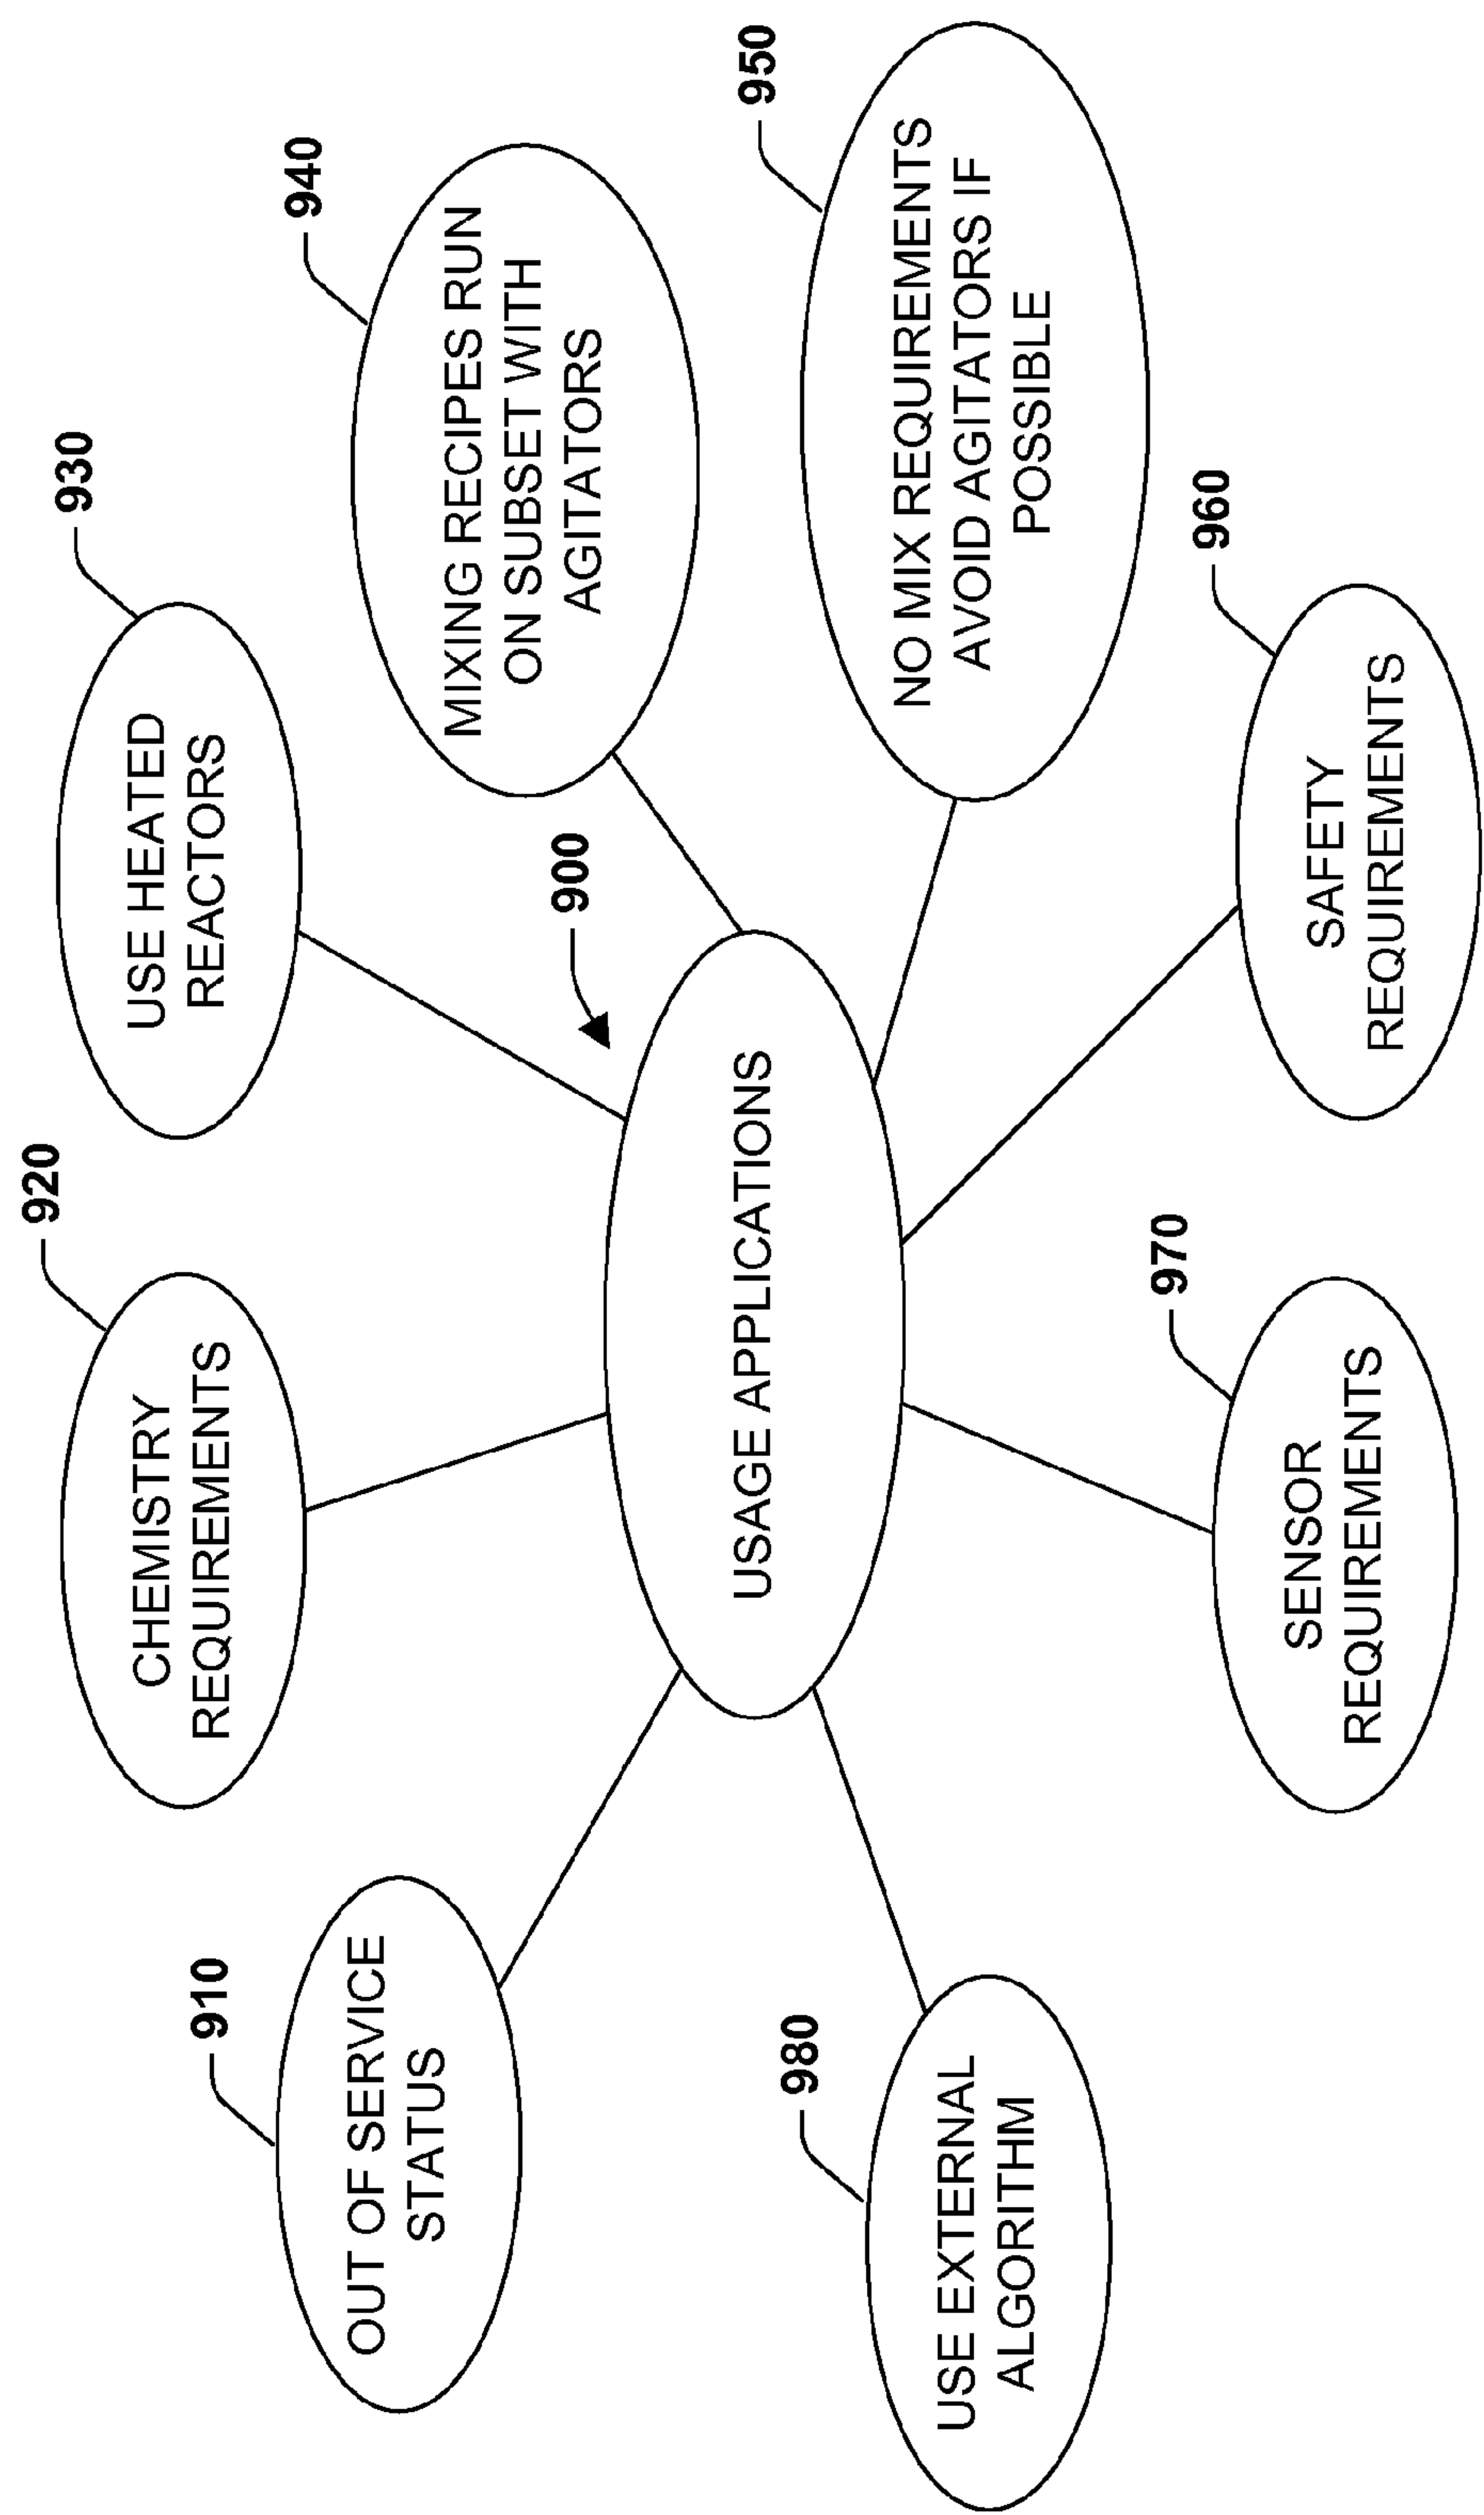 910
OUT OF SERVICE
STATUS
920
CHEMISTRY
REQUIREMENTS
930
USE HEATED
REACTORS
940
MIXING RECIPES RUN
ON SUBSET WITH
AGITATORS
900
USAGE APPLICATIONS
950
NO MIX REQUIREMENTS
AVOID AGITATORS IF
POSSIBLE
960
SAFETY
REQUIREMENTS
970
SENSOR
REQUIREMENTS
980
USE EXTERNAL
ALGORITHM